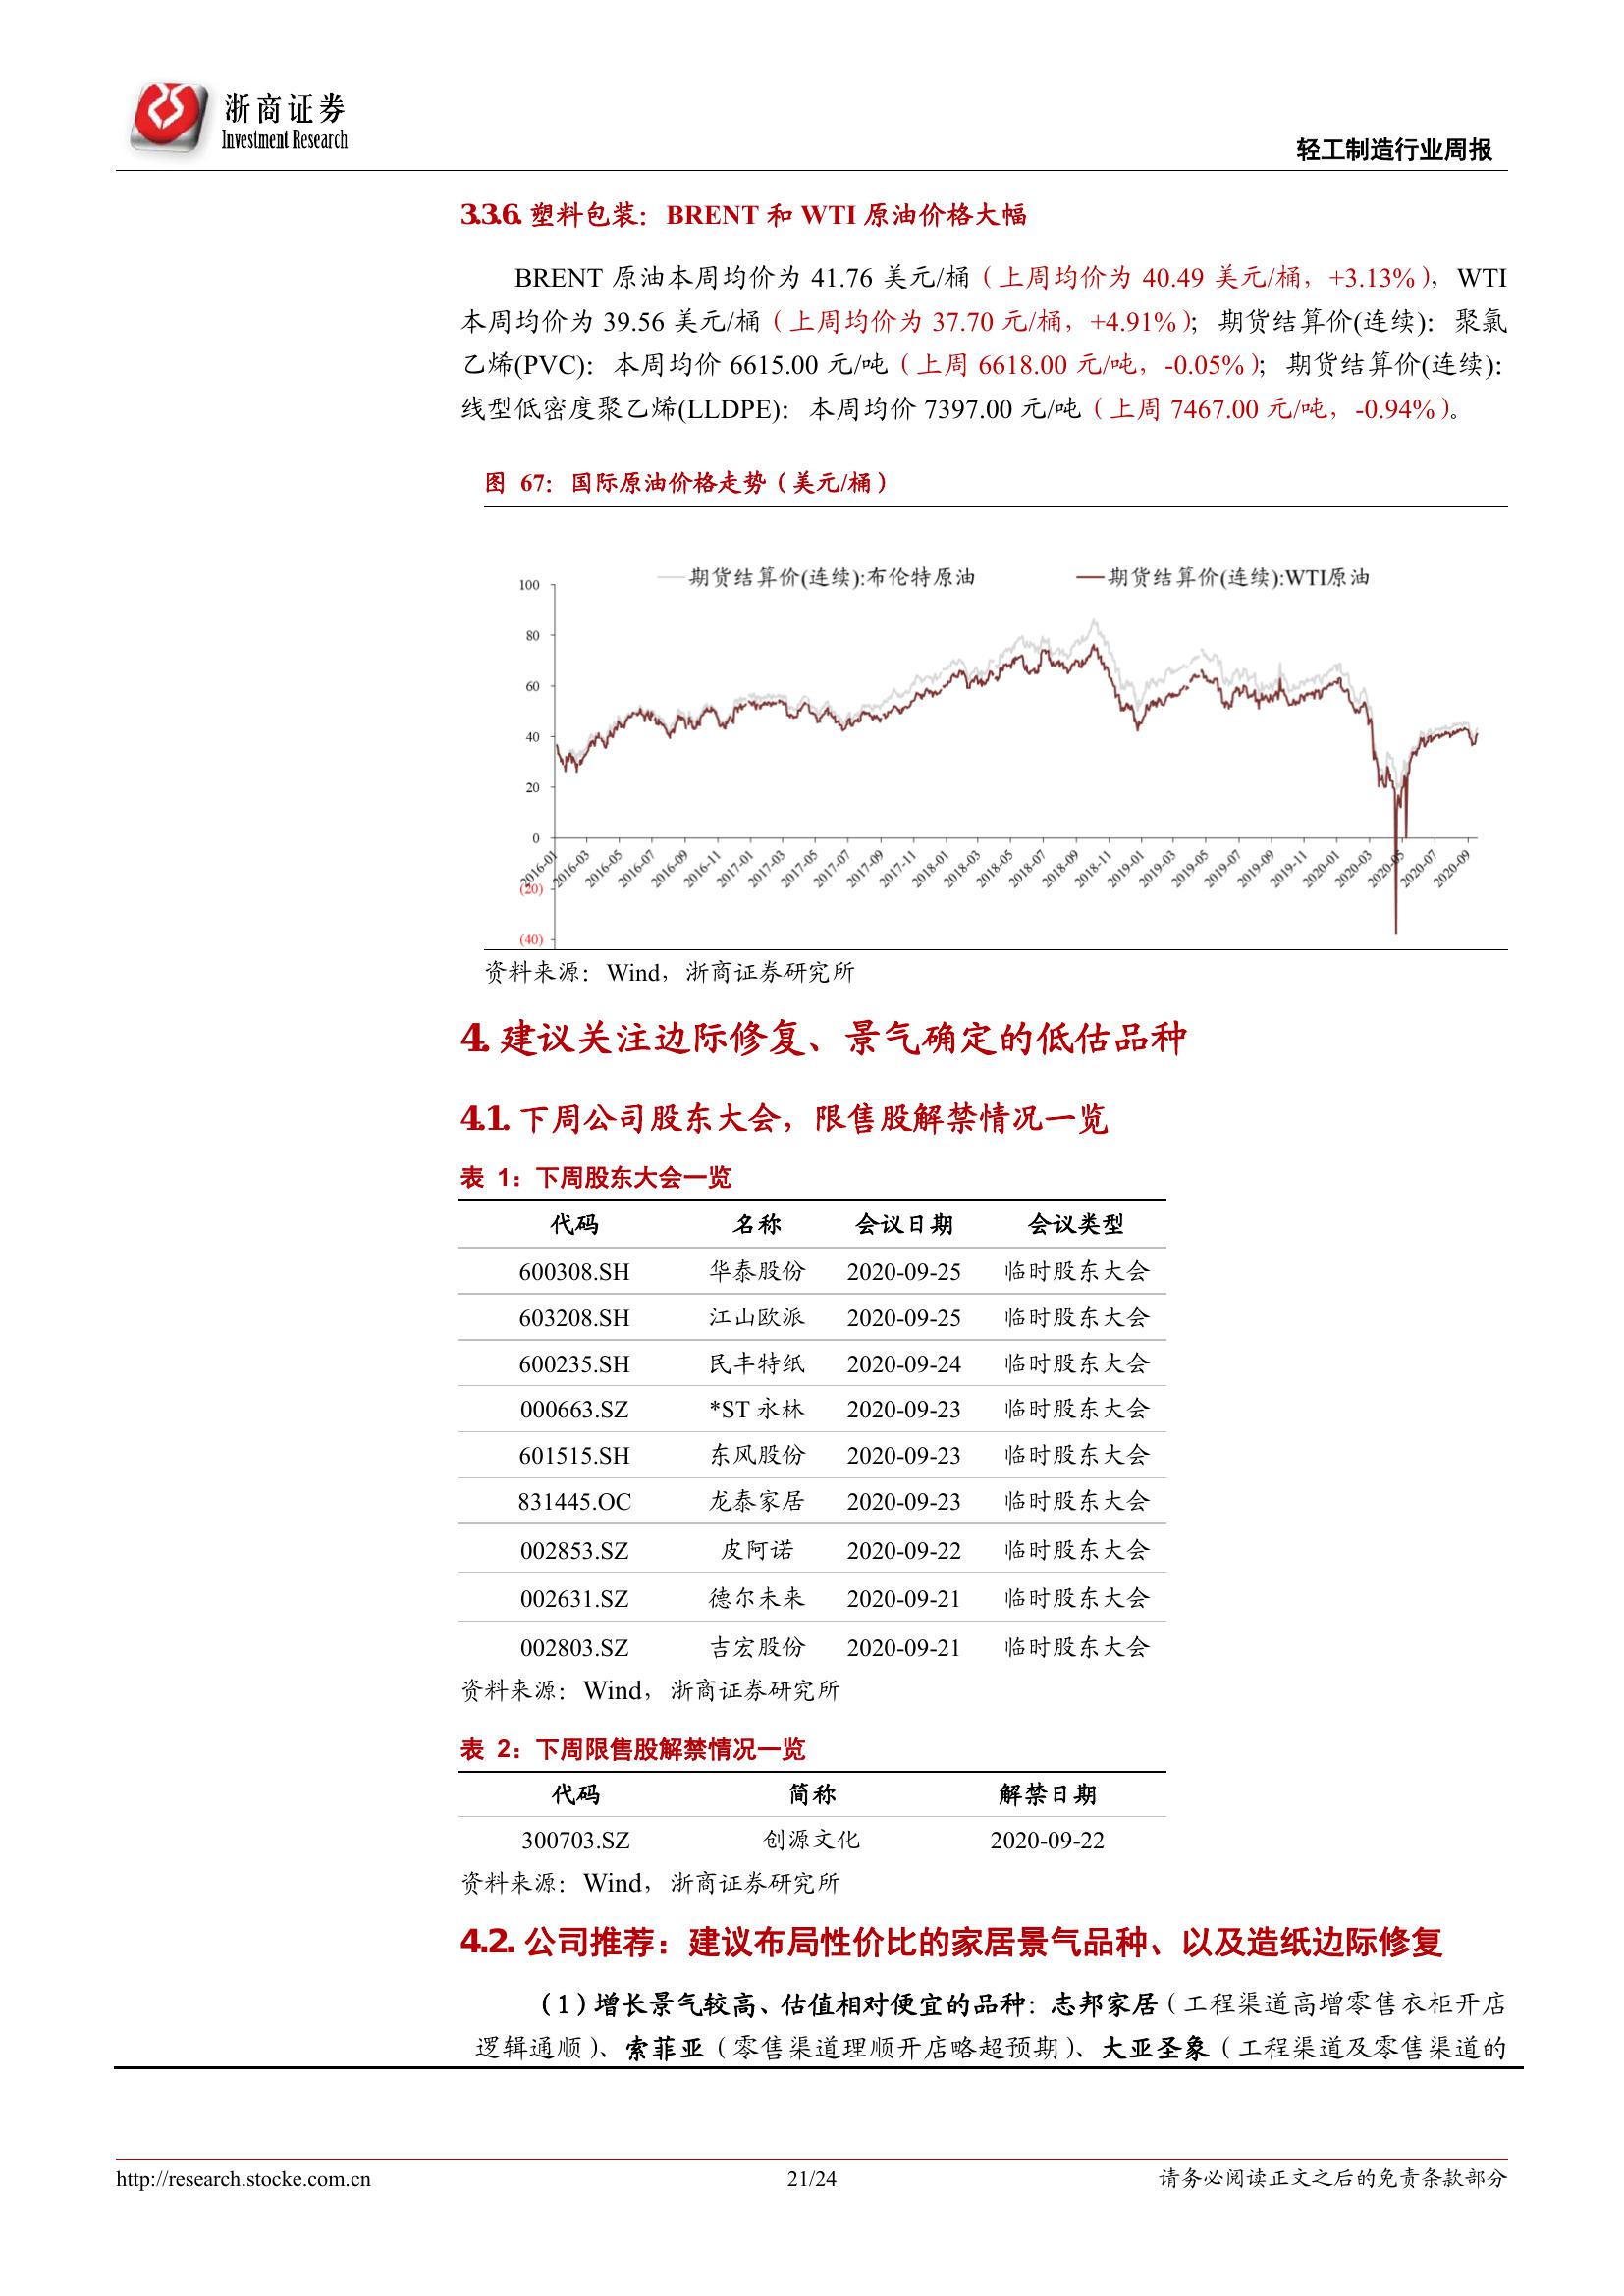 浙商证券
Investment Research
轻工制造行业周报
3.3.6. 塑料包装：BRENT 和 WTI 原油价格大幅
BRENT 原油本周均价为 41.76 美元/桶（上周均价为 40.49 美元/桶，+3.13%），WTI
本周均价为 39.56 美元/桶（上周均价为 37.70 元/桶，+4.91%）；期货结算价(连续)：聚氯
乙烯(PVC)：本周均价 6615.00 元/吨（上周 6618.00 元/吨，-0.05%）；期货结算价(连续)：
线型低密度聚乙烯(LLDPE)：本周均价 7397.00 元/吨（上周 7467.00 元/吨，-0.94%）。
图 67：国际原油价格走势（美元/桶）
期货结算价(连续):布伦特原油 期货结算价(连续):WTI原油
100
80
60
40
20
0
(20)
(40)
2016-01 2016-03 2016-05 2016-07 2016-09 2016-11 2017-01 2017-03 2017-05 2017-07 2017-09 2017-11 2018-01 2018-03 2018-05 2018-07 2018-09 2018-11 2019-01 2019-03 2019-05 2019-07 2019-09 2019-11 2020-01 2020-03 2020-05 2020-07 2020-09
资料来源：Wind，浙商证券研究所
4. 建议关注边际修复、景气确定的低估品种
4.1. 下周公司股东大会，限售股解禁情况一览
表 1：下周股东大会一览
代码 名称 会议日期 会议类型
600308.SH 华泰股份 2020-09-25 临时股东大会
603208.SH 江山欧派 2020-09-25 临时股东大会
600235.SH 民丰特纸 2020-09-24 临时股东大会
000663.SZ *ST 永林 2020-09-23 临时股东大会
601515.SH 东风股份 2020-09-23 临时股东大会
831445.OC 龙泰家居 2020-09-23 临时股东大会
002853.SZ 皮阿诺 2020-09-22 临时股东大会
002631.SZ 德尔未来 2020-09-21 临时股东大会
002803.SZ 吉宏股份 2020-09-21 临时股东大会
资料来源：Wind，浙商证券研究所
表 2：下周限售股解禁情况一览
代码 简称 解禁日期
300703.SZ 创源文化 2020-09-22
资料来源：Wind，浙商证券研究所
4.2. 公司推荐：建议布局性价比的家居景气品种、以及造纸边际修复
（1）增长景气较高、估值相对便宜的品种：志邦家居（工程渠道高增零售衣柜开店
逻辑通顺）、索菲亚（零售渠道理顺开店略超预期）、大亚圣象（工程渠道及零售渠道的
http://research.stocke.com.cn 21/24 请务必阅读正文之后的免责条款部分